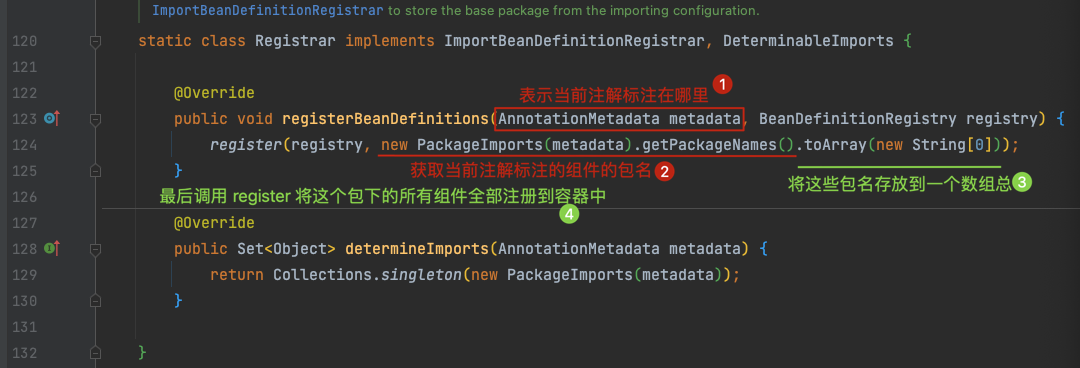 ImportBeanDefinitionRegistrar to store the base package from the importing configuration.
120 static class Registrar implements ImportBeanDefinitionRegistrar, DeterminableImports {
121
122 @Override
表示当前注解标注在哪里 1
123 public void registerBeanDefinitions(AnnotationMetadata metadata, BeanDefinitionRegistry registry) {
124 register(registry, new PackageImports(metadata).getPackageNames().toArray(new String[0]));
125 }
获取当前注解标注的组件的包名 2
将这些包名存放到一个数组总 3
126
最后调用 register 将这个包下的所有组件全部注册到容器中
4
127 @Override
128 public Set<Object> determineImports(AnnotationMetadata metadata) {
129 return Collections.singleton(new PackageImports(metadata));
130 }
131
132 }